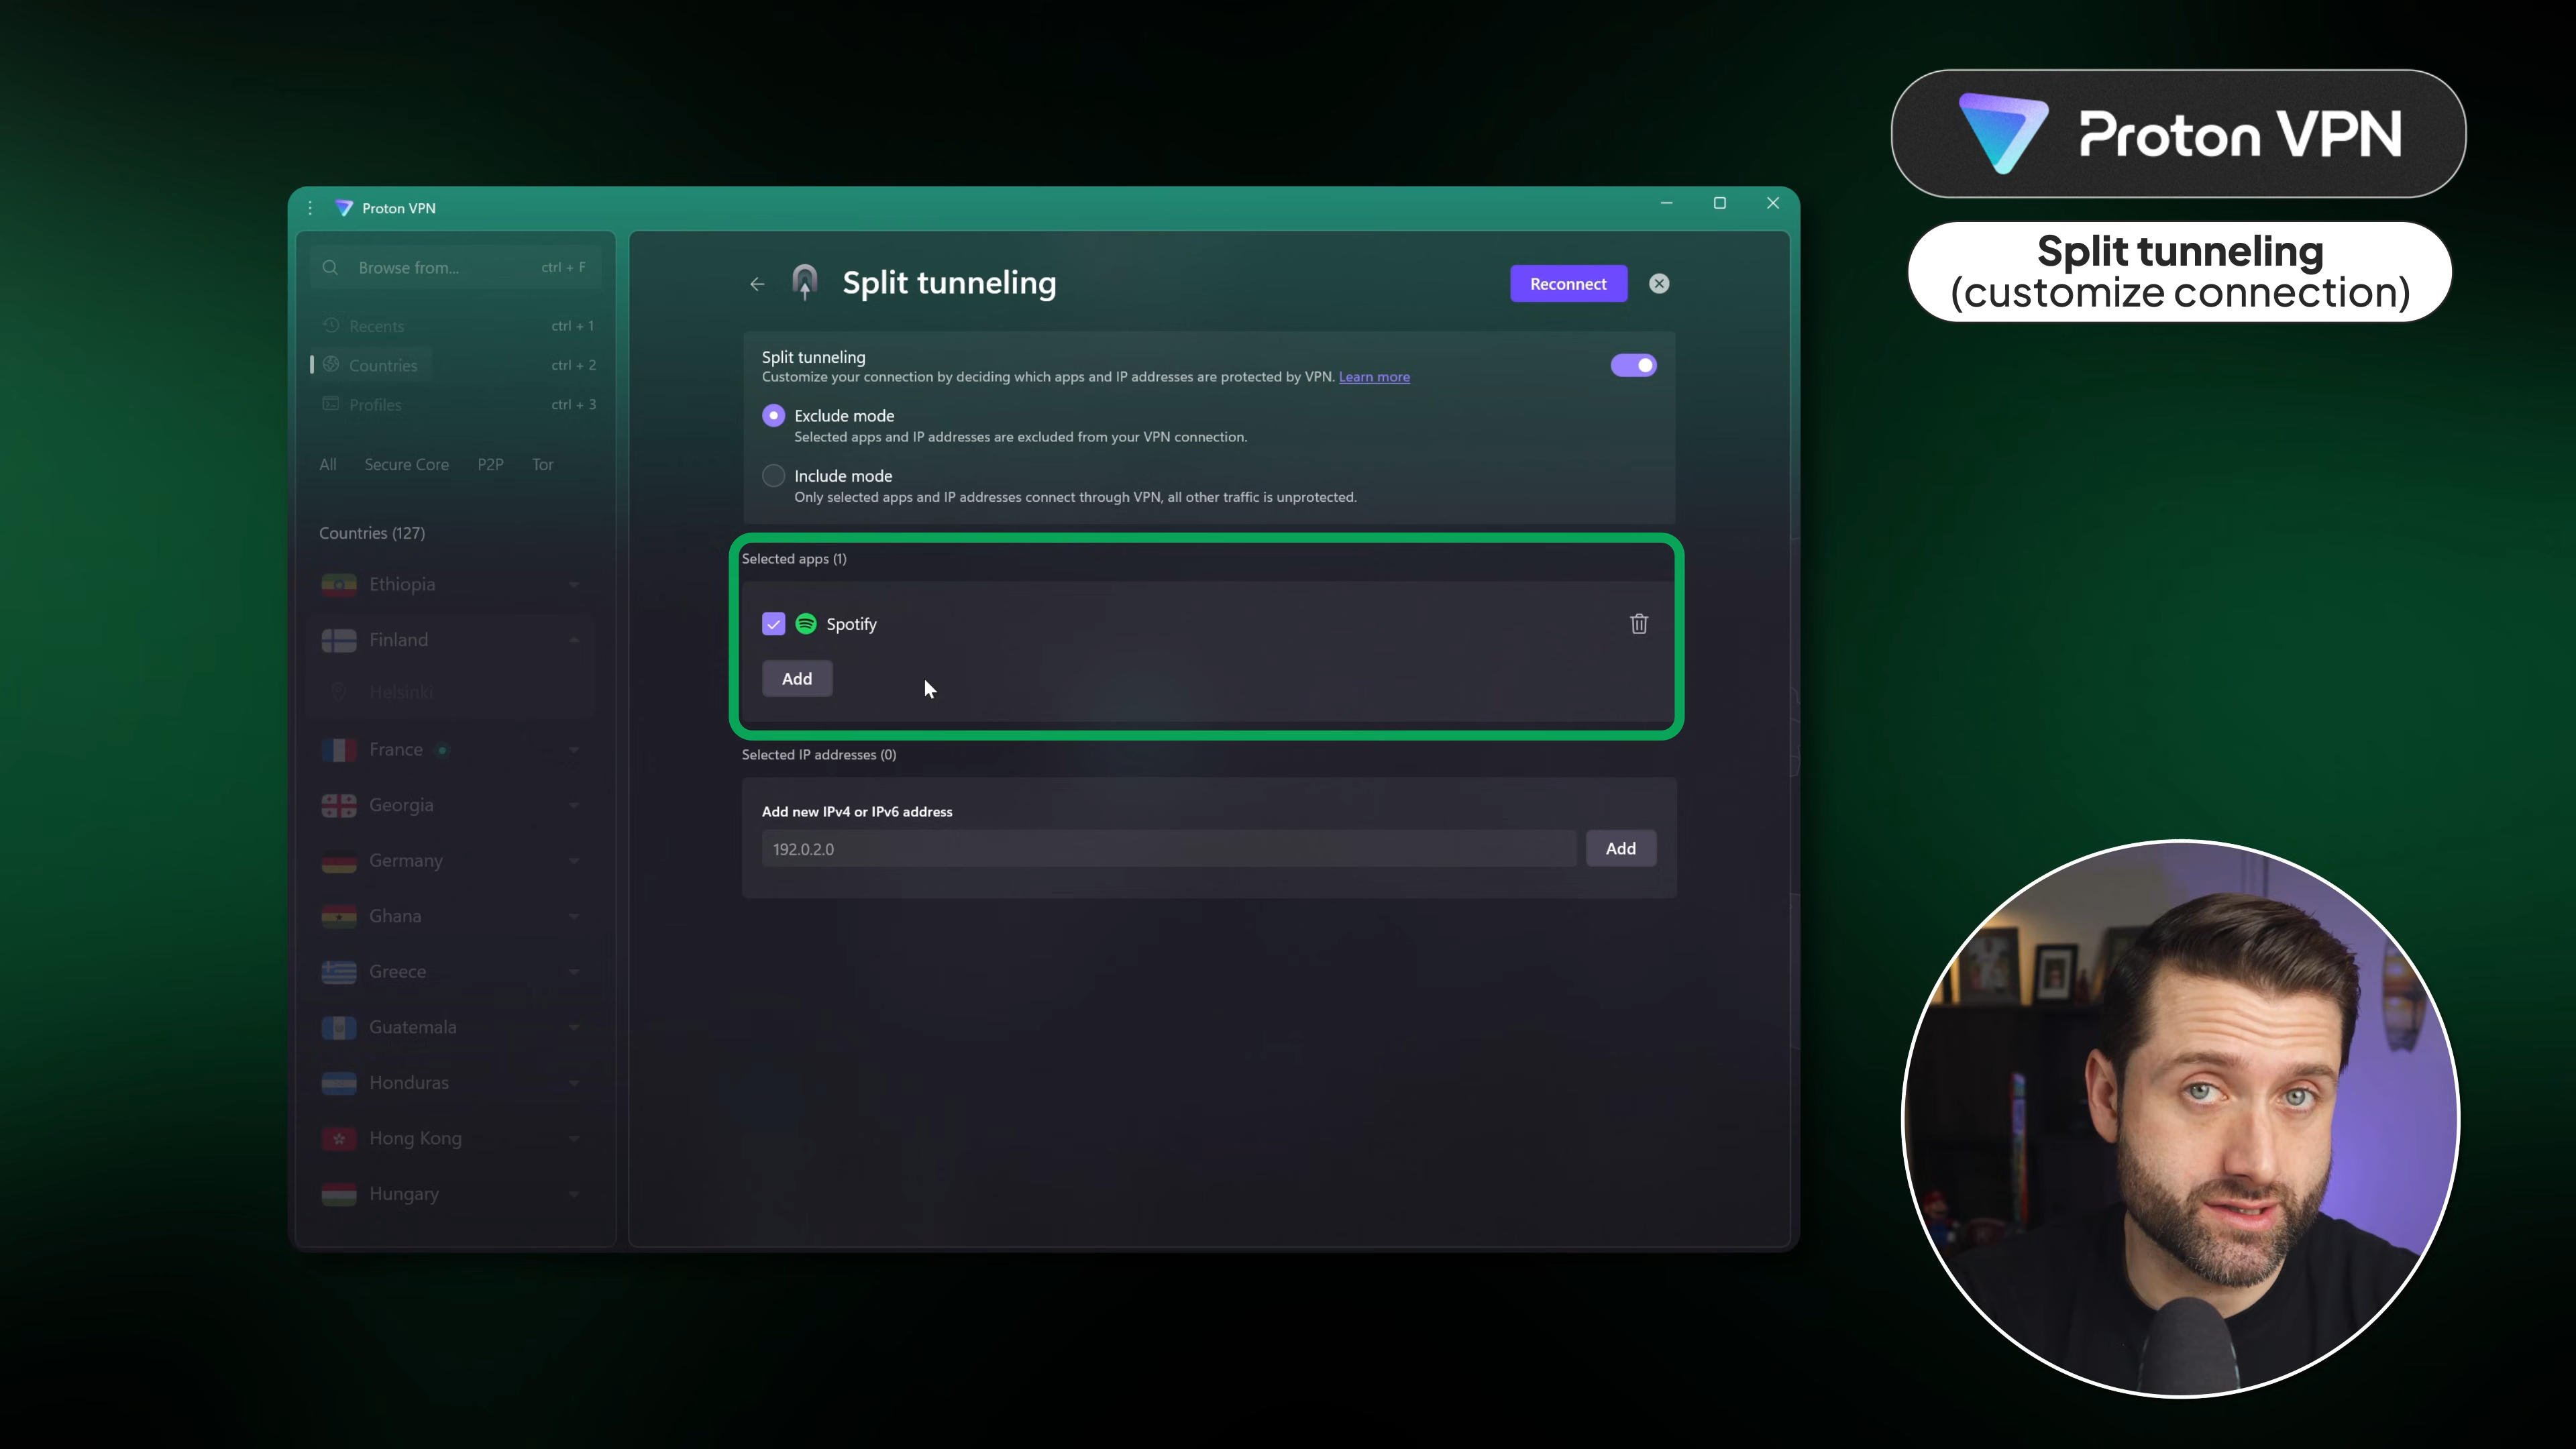 Proton VPN
Split tunneling
(customize connection)
Proton VPN
Browse from... ctrl + F
Recents ctrl + 1
Countries ctrl + 2
Profiles ctrl + 3
All Secure Core P2P Tor
Countries (127)
Ethiopia
Finland
Helsinki
France
Georgia
Germany
Ghana
Greece
Guatemala
Honduras
Hong Kong
Hungary
Split tunneling
Reconnect
Split tunneling
Customize your connection by deciding which apps and IP addresses are protected by VPN. Learn more
Exclude mode
Selected apps and IP addresses are excluded from your VPN connection.
Include mode
Only selected apps and IP addresses connect through VPN, all other traffic is unprotected.
Selected apps (1)
Spotify
Add
Selected IP addresses (0)
Add new IPv4 or IPv6 address
192.0.2.0 Add